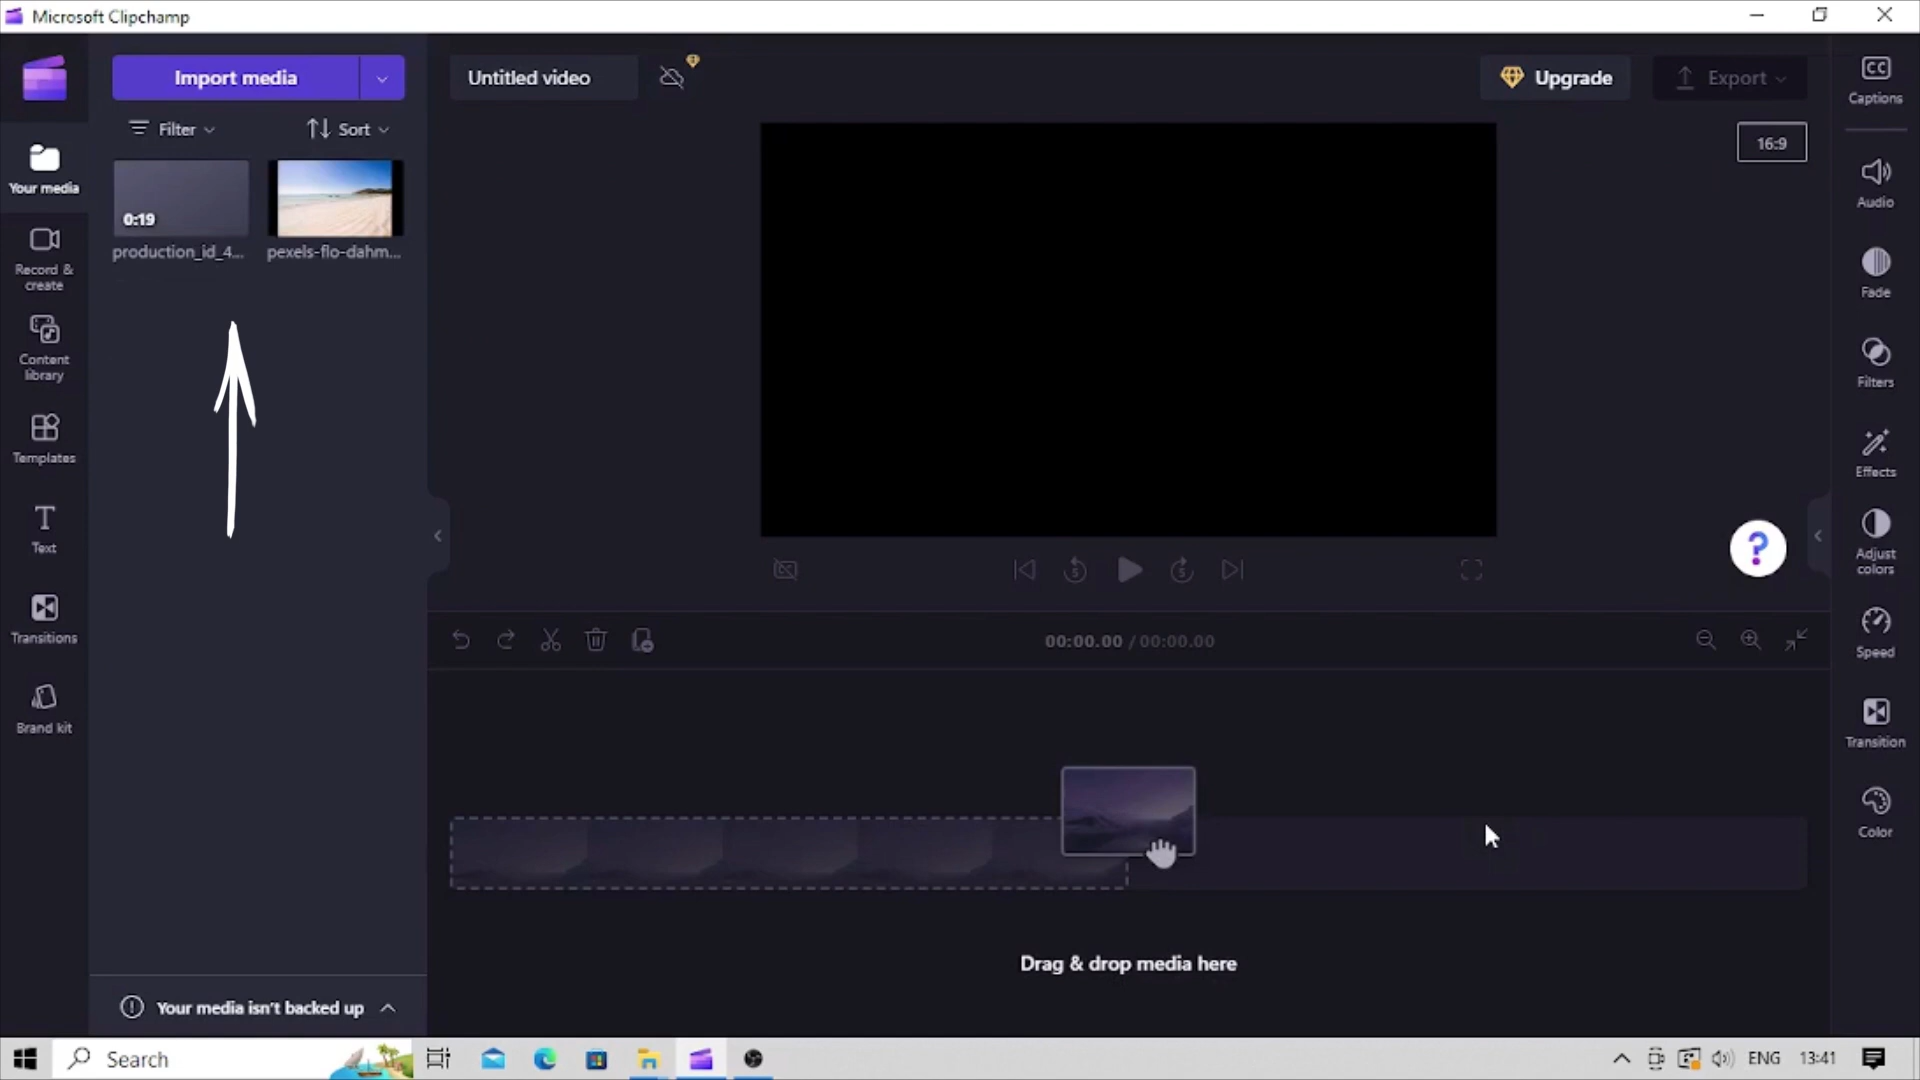 Microsoft Clipchamp
Import media
Untitled video
Upgrade
Export
Captions
Filter
Sort
16:9
Your media
0:19
Audio
production_id_4...
pexels-flo-dahm...
Record &
create
Fade
Content
library
Filters
Templates
Effects
Text
Adjust
colors
Transitions
00:00.00 / 00:00.00
Speed
Brand kit
Transition
Color
Drag & drop media here
Your media isn't backed up
Search
ENG
13:41